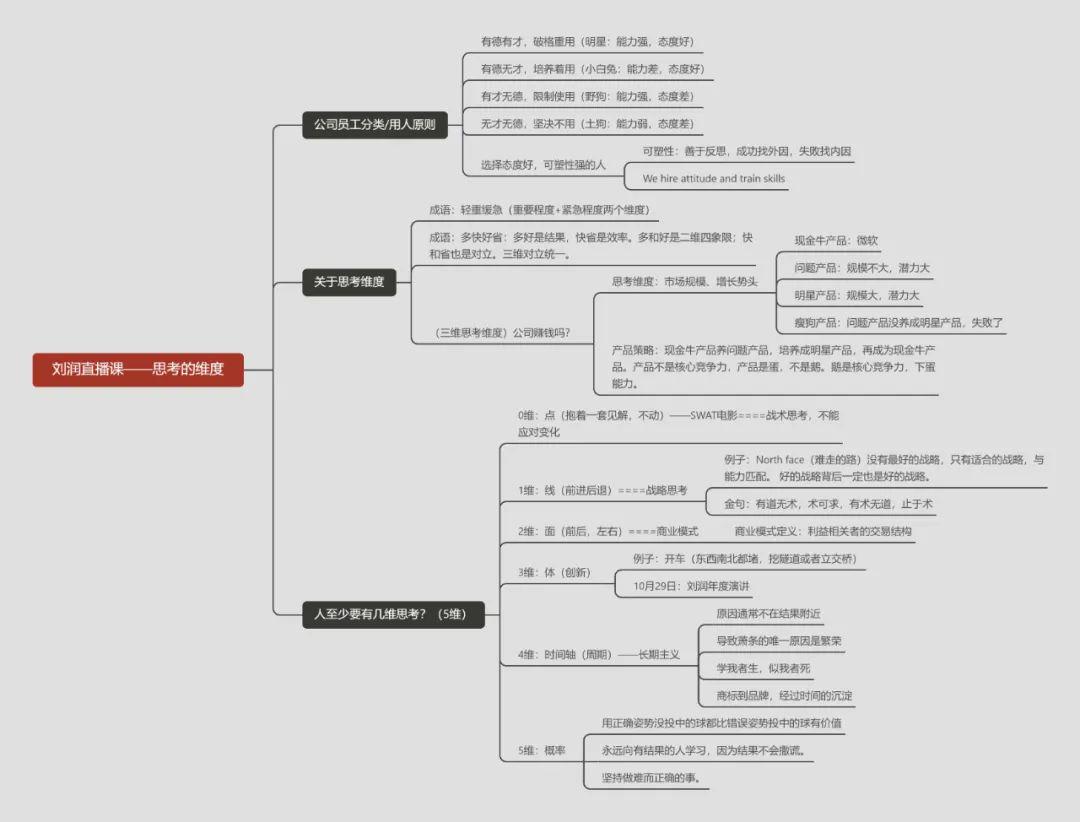 刘润直播课——思考的维度
公司员工分类/用人原则
有德有才，破格重用（明星：能力强，态度好）
有德无才，培养着用（小白兔：能力差，态度好）
有才无德，限制使用（野狗：能力强，态度差）
无才无德，坚决不用（土狗：能力弱，态度差）
选择态度好，可塑性强的人
可塑性：善于反思，成功找外因，失败找内因
We hire attitude and train skills
关于思考维度
成语：轻重缓急（重要程度+紧急程度两个维度）
成语：多快好省：多好是结果，快省是效率。多和好是二维四象限；快
和省也是对立。三维对立统一。
（三维思考维度）公司赚钱吗？
思考维度：市场规模、增长势头
现金牛产品：微软
问题产品：规模不大，潜力大
明星产品：规模大，潜力大
瘦狗产品：问题产品没养成明星产品，失败了
产品策略：现金牛产品养问题产品，培养成明星产品，再成为现金牛产
品。产品不是核心竞争力，产品是蛋，不是鹅。鹅是核心竞争力，下蛋
能力。
人至少要有几维思考？（5维）
0维：点（抱着一套见解，不动）——SWAT电影====战术思考，不能
应对变化
1维：线（前进后退）====战略思考
例子：North face（难走的路）没有最好的战略，只有适合的战略，与
能力匹配。 好的战略背后一定也是好的战略。
金句：有道无术，术可求，有术无道，止于术
2维：面（前后，左右）====商业模式
商业模式定义：利益相关者的交易结构
3维：体（创新）
例子：开车（东西南北都堵，挖隧道或者立交桥）
10月29日：刘润年度演讲
4维：时间轴（周期）——长期主义
原因通常不在结果附近
导致萧条的唯一原因是繁荣
学我者生，似我者死
商标到品牌，经过时间的沉淀
5维：概率
用正确姿势没投中的球都比错误姿势投中的球有价值
永远向有结果的人学习，因为结果不会撒谎。
坚持做难而正确的事。